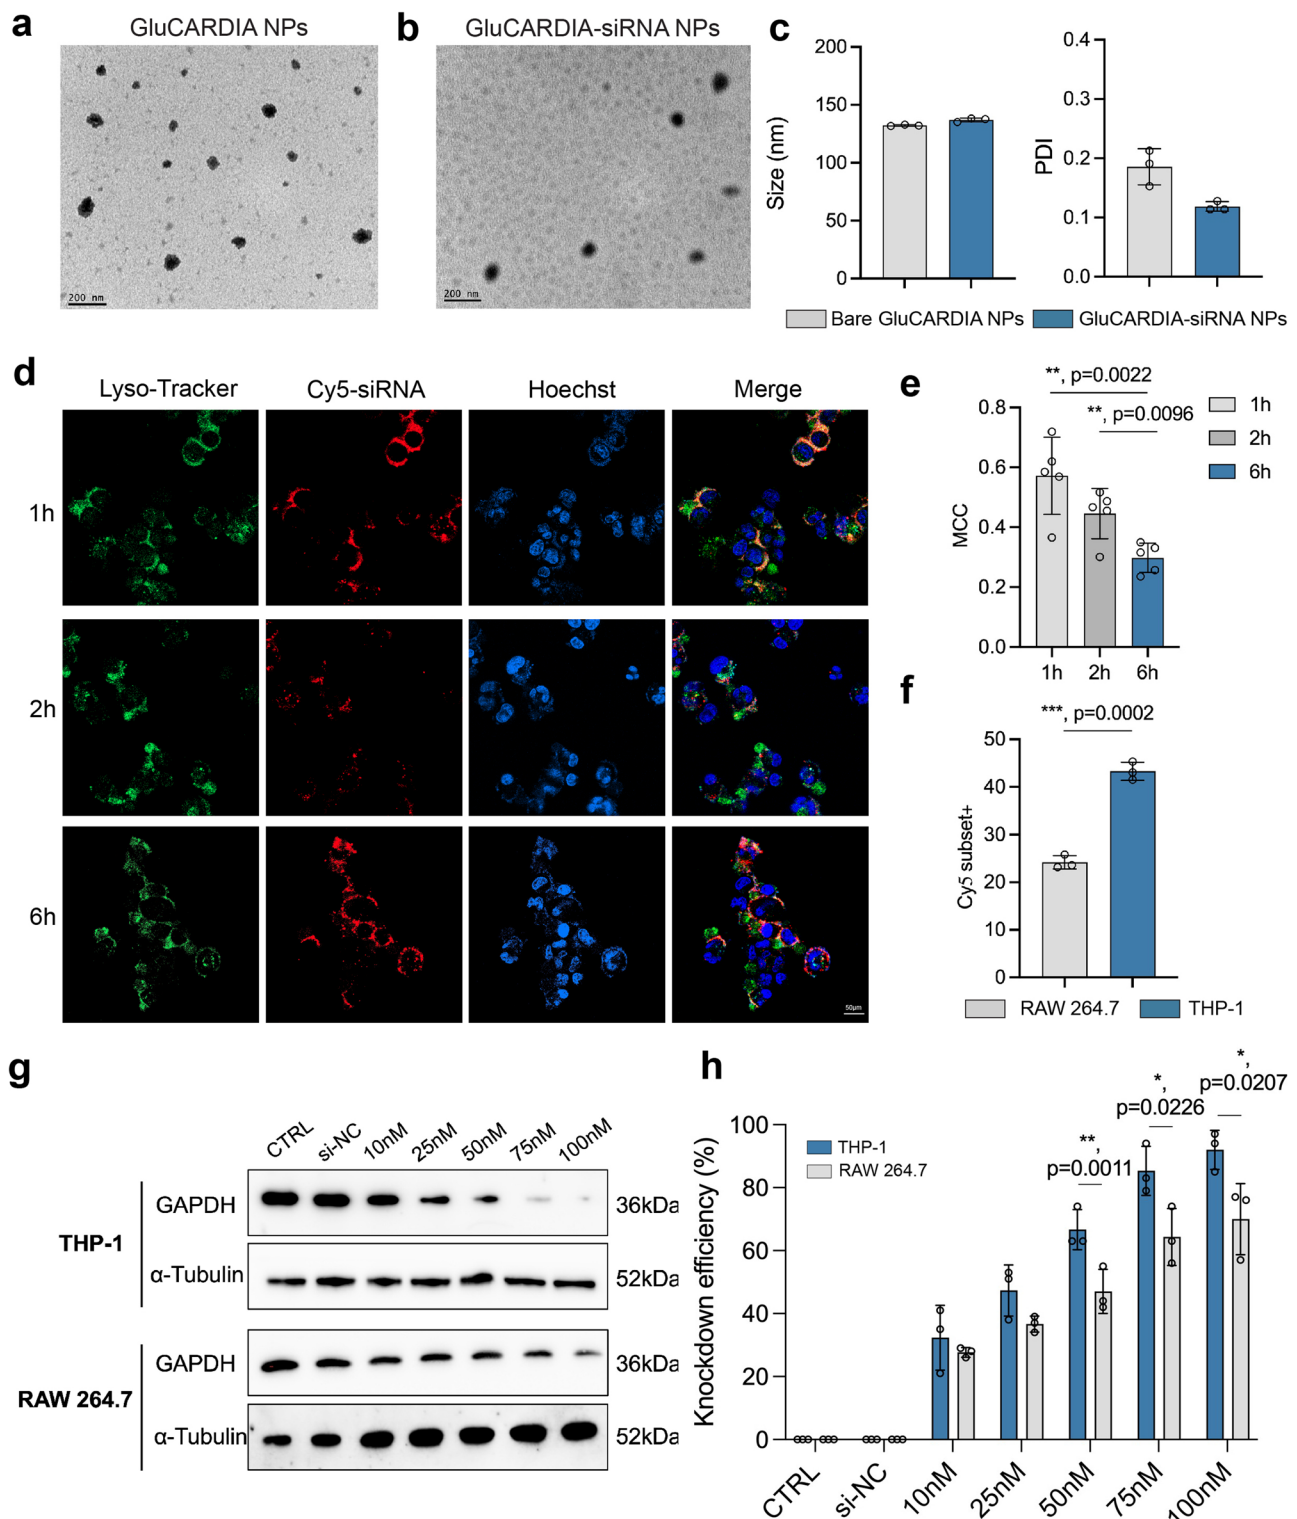 a
GluCARDIA NPs
200 nm
b
GluCARDIA-siRNA NPs
200 nm
c
Size (nm)
200
150
100
50
0
PDI
0.4
0.3
0.2
0.1
0.0
Bare GluCARDIA NPs
GluCARDIA-siRNA NPs
d
Lyso-Tracker
Cy5-siRNA
Hoechst
Merge
1h
2h
6h
50μm
e
**, p=0.0022
**, p=0.0096
MCC
0.8
0.6
0.4
0.2
0.0
1h
2h
6h
1h
2h
6h
f
***, p=0.0002
Cy5 subset+
50
40
30
20
10
0
RAW 264.7
THP-1
g
CTRL
si-NC
10nM
25nM
50nM
75nM
100nM
THP-1
GAPDH
36kDa
α-Tubulin
52kDa
RAW 264.7
GAPDH
36kDa
α-Tubulin
52kDa
h
Knockdown efficiency (%)
100
80
60
40
20
0
THP-1
RAW 264.7
**,
p=0.0011
*,
p=0.0226
*,
p=0.0207
CTRL
si-NC
10nM
25nM
50nM
75nM
100nM